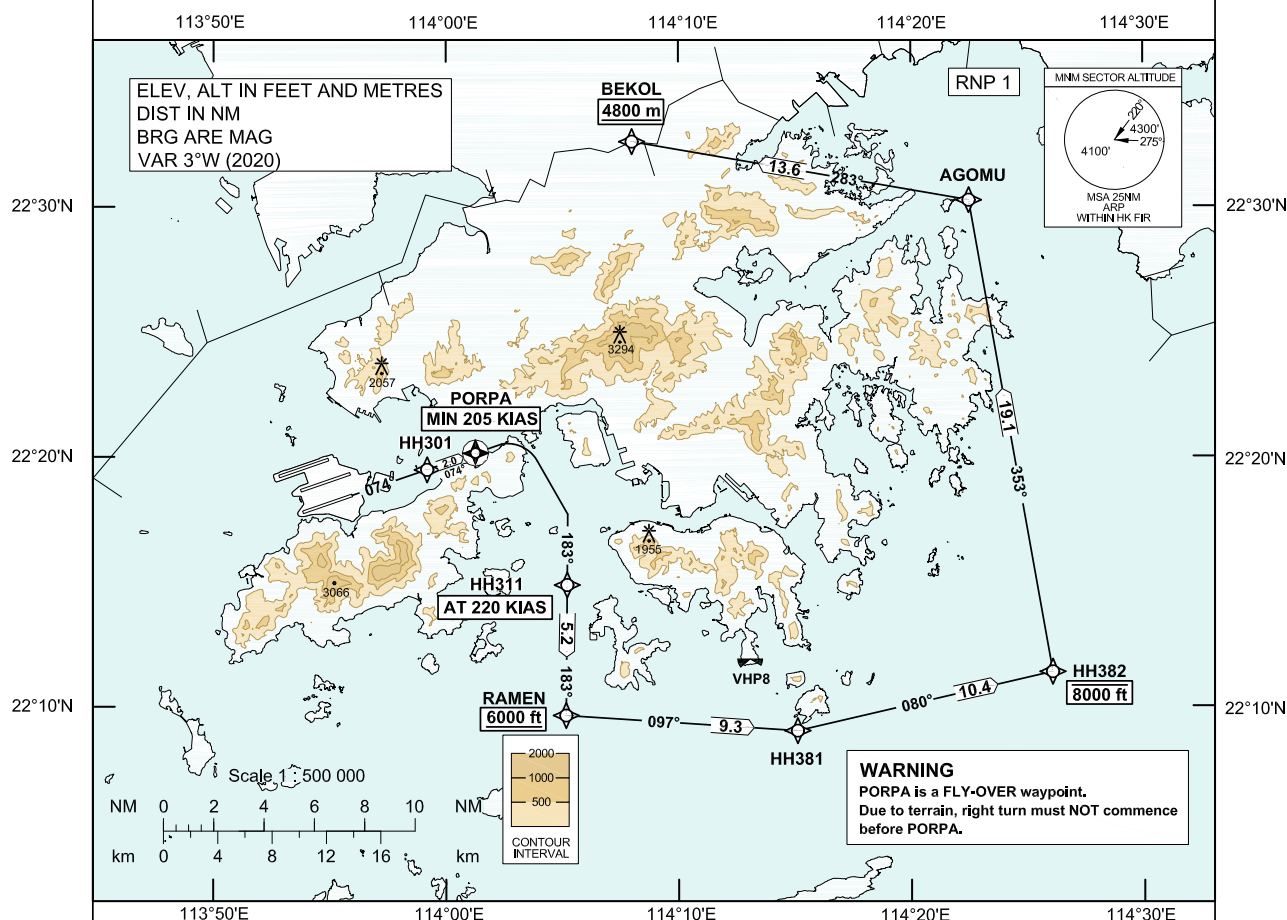 113°50'E
114°00'E
114°10'E
114°20'E
114°30'E
ELEV, ALT IN FEET AND METRES
DIST IN NM
BRG ARE MAG
VAR 3°W (2020)
BEKOL
4800 m
RNP 1
MNM SECTOR ALTITUDE
220°
4300'
275°
4100'
MSA 25NM
ARP
WITHIN HK FIR
13.6
283°
AGOMU
22°30'N
22°30'N
3294
2057
PORPA
MIN 205 KIAS
HH301
2.0
074°
074°
19.1
353°
22°20'N
22°20'N
183°
1955
HH311
AT 220 KIAS
3066
5.2
183°
VHP8
RAMEN
6000 ft
097°
9.3
HH381
080°
10.4
HH382
8000 ft
22°10'N
22°10'N
2000
1000
500
CONTOUR
INTERVAL
Scale 1 : 500 000
NM 0 2 4 6 8 10 NM
km 0 4 8 12 16 km
WARNING
PORPA is a FLY-OVER waypoint.
Due to terrain, right turn must NOT commence
before PORPA.
113°50'E
114°00'E
114°10'E
114°20'E
114°30'E